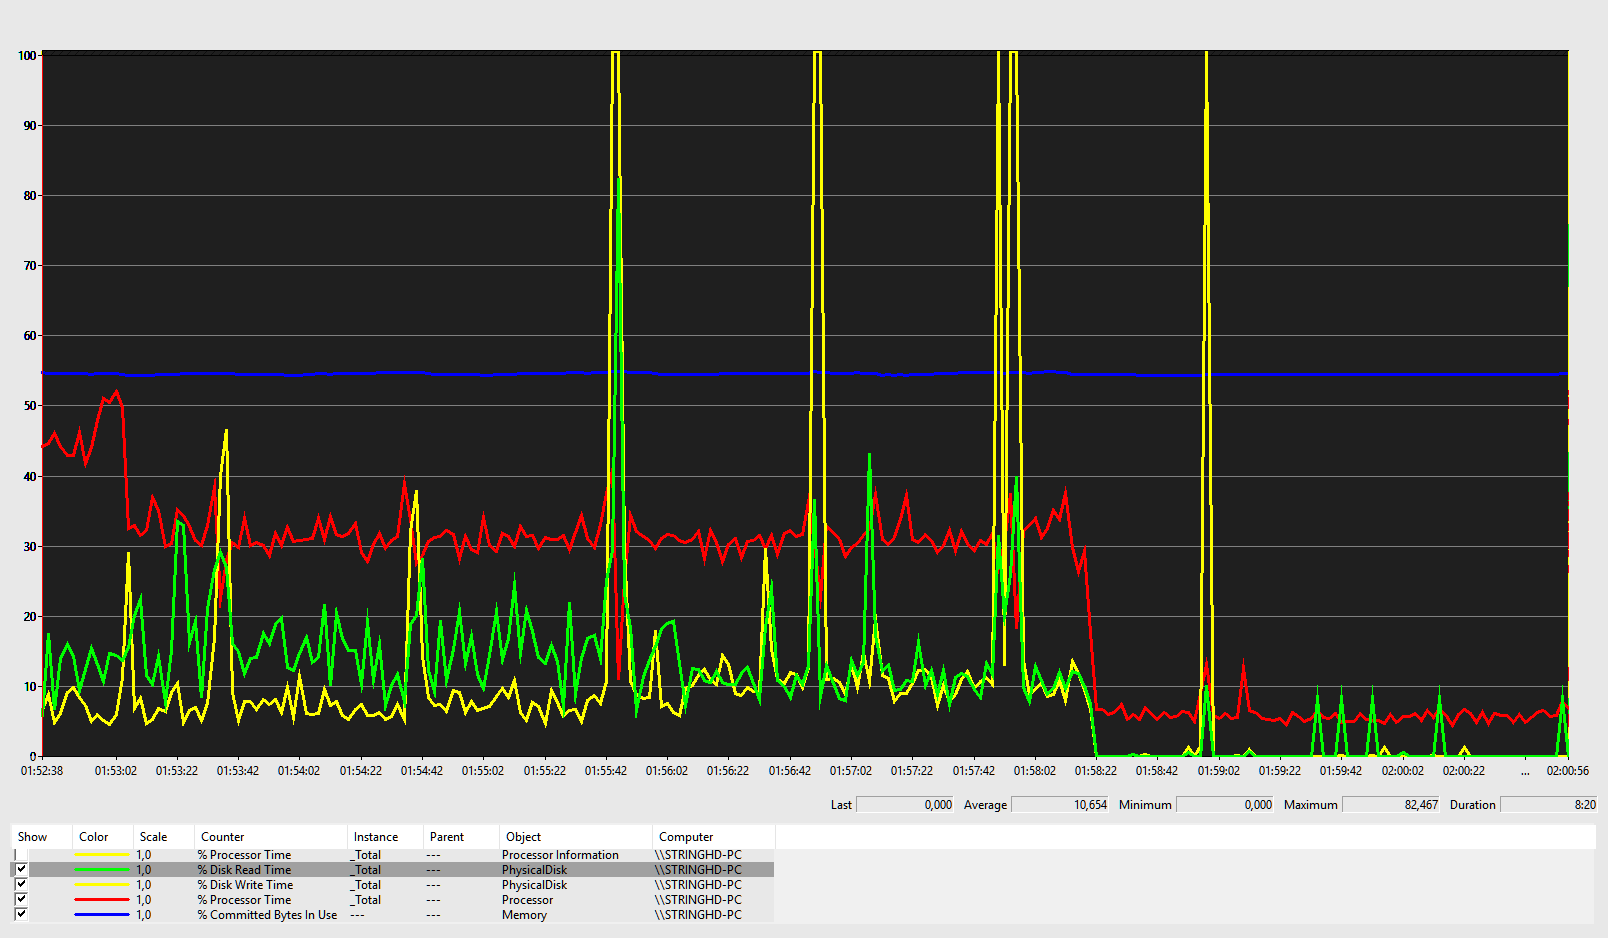 100
90
80
70
60
50
40
30
20
10
0
01:52:38 01:53:02 01:53:22 01:53:42 01:54:02 01:54:22 01:54:42 01:55:02 01:55:22 01:55:42 01:56:02 01:56:22 01:56:42 01:57:02 01:57:22 01:57:42 01:58:02 01:58:22 01:58:42 01:59:02 01:59:22 01:59:42 02:00:02 02:00:22 ... 02:00:56
Last 0,000 Average 10,654 Minimum 0,000 Maximum 82,467 Duration 8:20
Show Color Scale Counter Instance Parent Object Computer
1,0 % Processor Time _Total --- Processor Information \\STRINGHD-PC
1,0 % Disk Read Time _Total --- PhysicalDisk \\STRINGHD-PC
1,0 % Disk Write Time _Total --- PhysicalDisk \\STRINGHD-PC
1,0 % Processor Time _Total --- Processor \\STRINGHD-PC
1,0 % Committed Bytes In Use --- --- Memory \\STRINGHD-PC